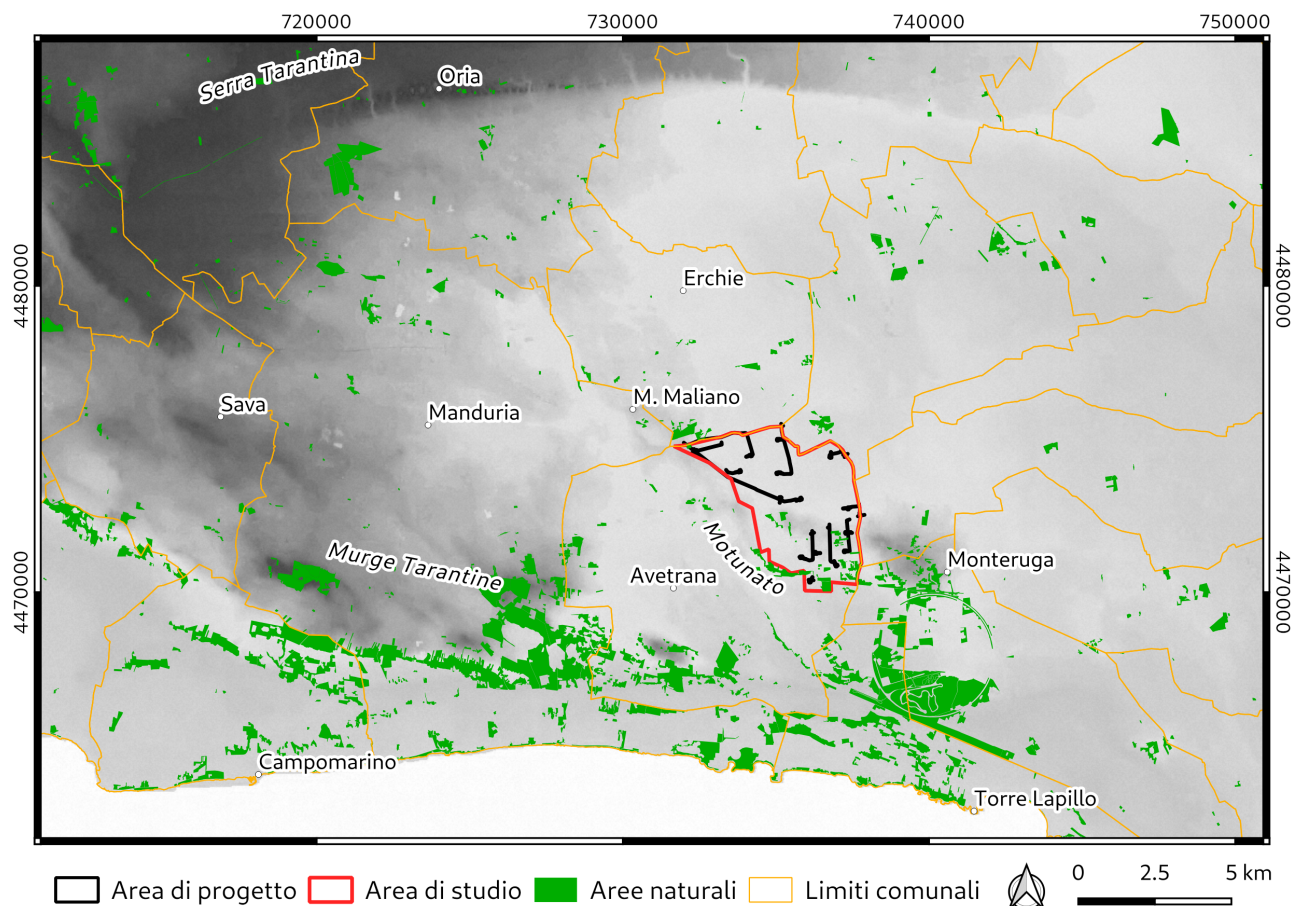 720000 730000 740000 750000
Serra Tarantina
Oria
4480000
4480000
Erchie
Sava
Manduria
M. Maliano
Murge Tarantine
Motunato
Avetrana
Monteruga
4470000
4470000
Campomarino
Torre Lapillo
Area di progetto Area di studio Aree naturali Limiti comunali
0 2.5 5 km